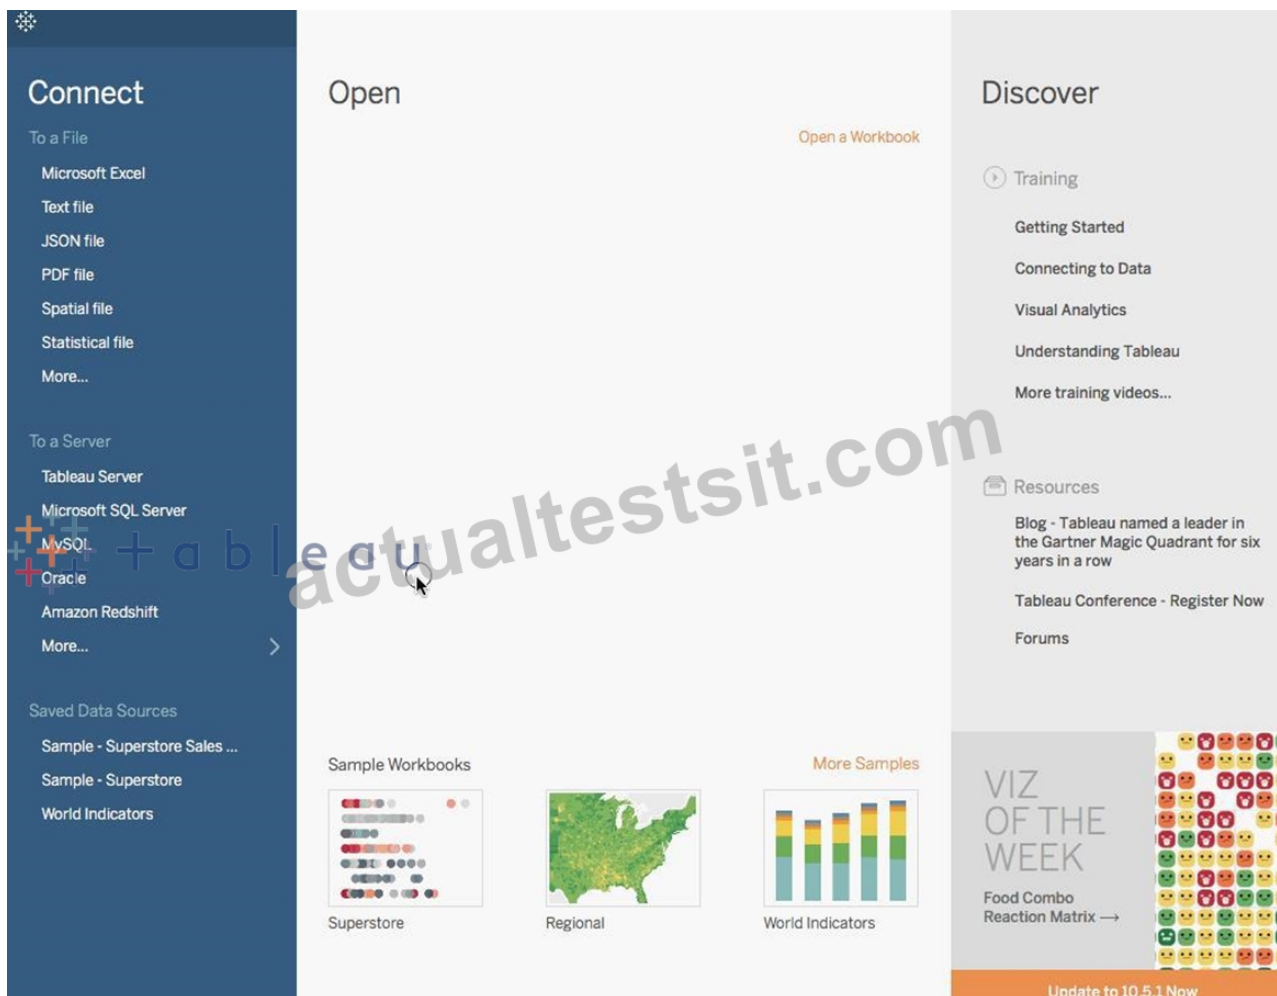 Connect
To a File
Microsoft Excel
Text file
JSON file
PDF file
Spatial file
Statistical file
More...
To a Server
Tableau Server
Microsoft SQL Server
MySQL
Oracle
Amazon Redshift
More...
Saved Data Sources
Sample - Superstore Sales ...
Sample - Superstore
World Indicators
+ableau
actualtestsit.com
Open
Open a Workbook
Sample Workbooks
More Samples
Superstore
Regional
World Indicators
Discover
Training
Getting Started
Connecting to Data
Visual Analytics
Understanding Tableau
More training videos...
Resources
Blog - Tableau named a leader in
the Gartner Magic Quadrant for six
years in a row
Tableau Conference - Register Now
Forums
VIZ
OF THE
WEEK
Food Combo
Reaction Matrix →
Update to 10.5.1 Now